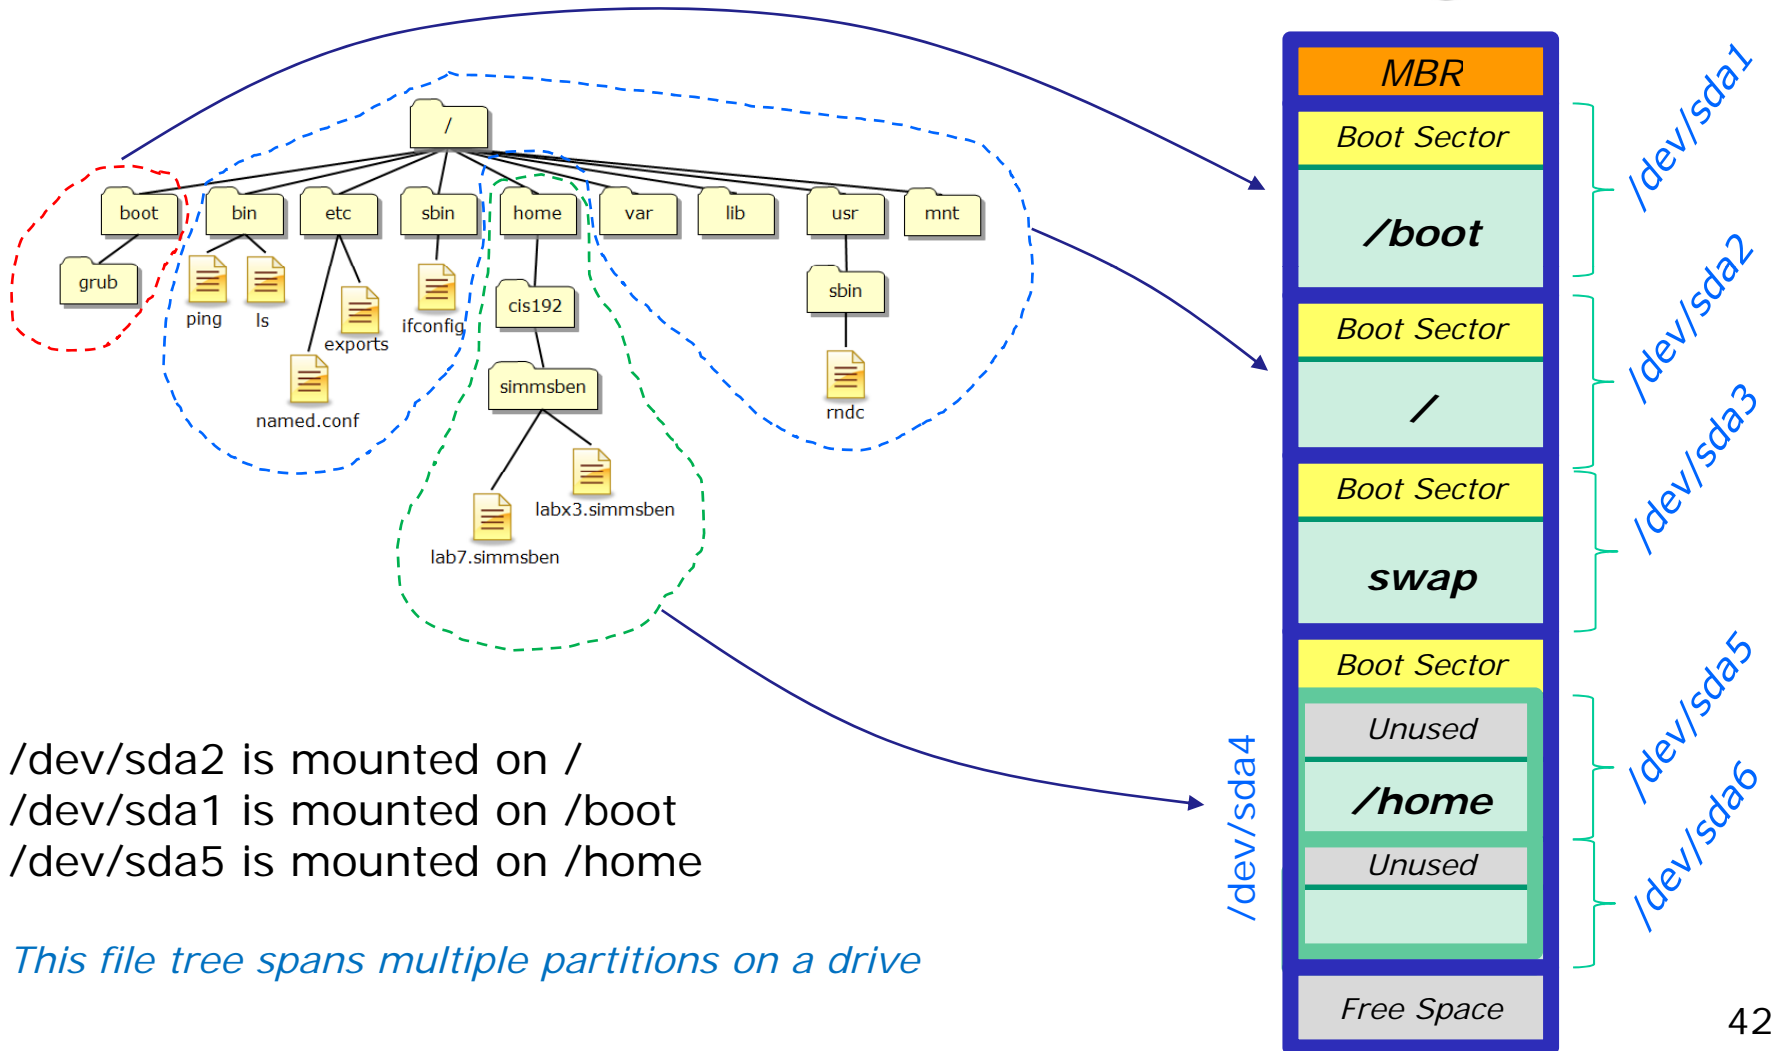 /
boot
bin
etc
sbin
home
var
lib
usr
mnt
grub
ping
ls
exports
ifconfig
cis192
sbin
named.conf
simmsben
rndc
labx3.simmsben
lab7.simmsben
/dev/sda2 is mounted on /
/dev/sda1 is mounted on /boot
/dev/sda5 is mounted on /home
This file tree spans multiple partitions on a drive
MBR
Boot Sector
/boot
/dev/sda1
Boot Sector
/
/dev/sda2
Boot Sector
swap
/dev/sda3
Boot Sector
/dev/sda4
Unused
/home
/dev/sda5
Unused
/dev/sda6
Free Space
42